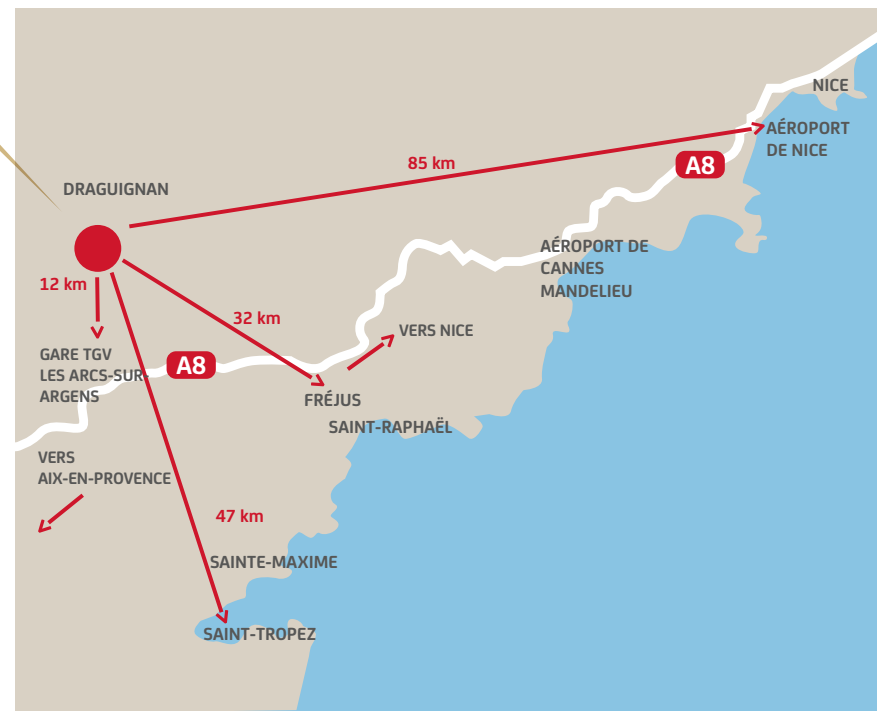 NICE
AÉROPORT
DE NICE
85 km
A8
DRAGUIGNAN
AÉROPORT DE
CANNES
MANDELIEU
12 km
32 km
VERS NICE
GARE TGV
LES ARCS-SUR-
ARGENS
A8
FRÉJUS
SAINT-RAPHAËL
VERS
AIX-EN-PROVENCE
47 km
SAINTE-MAXIME
SAINT-TROPEZ